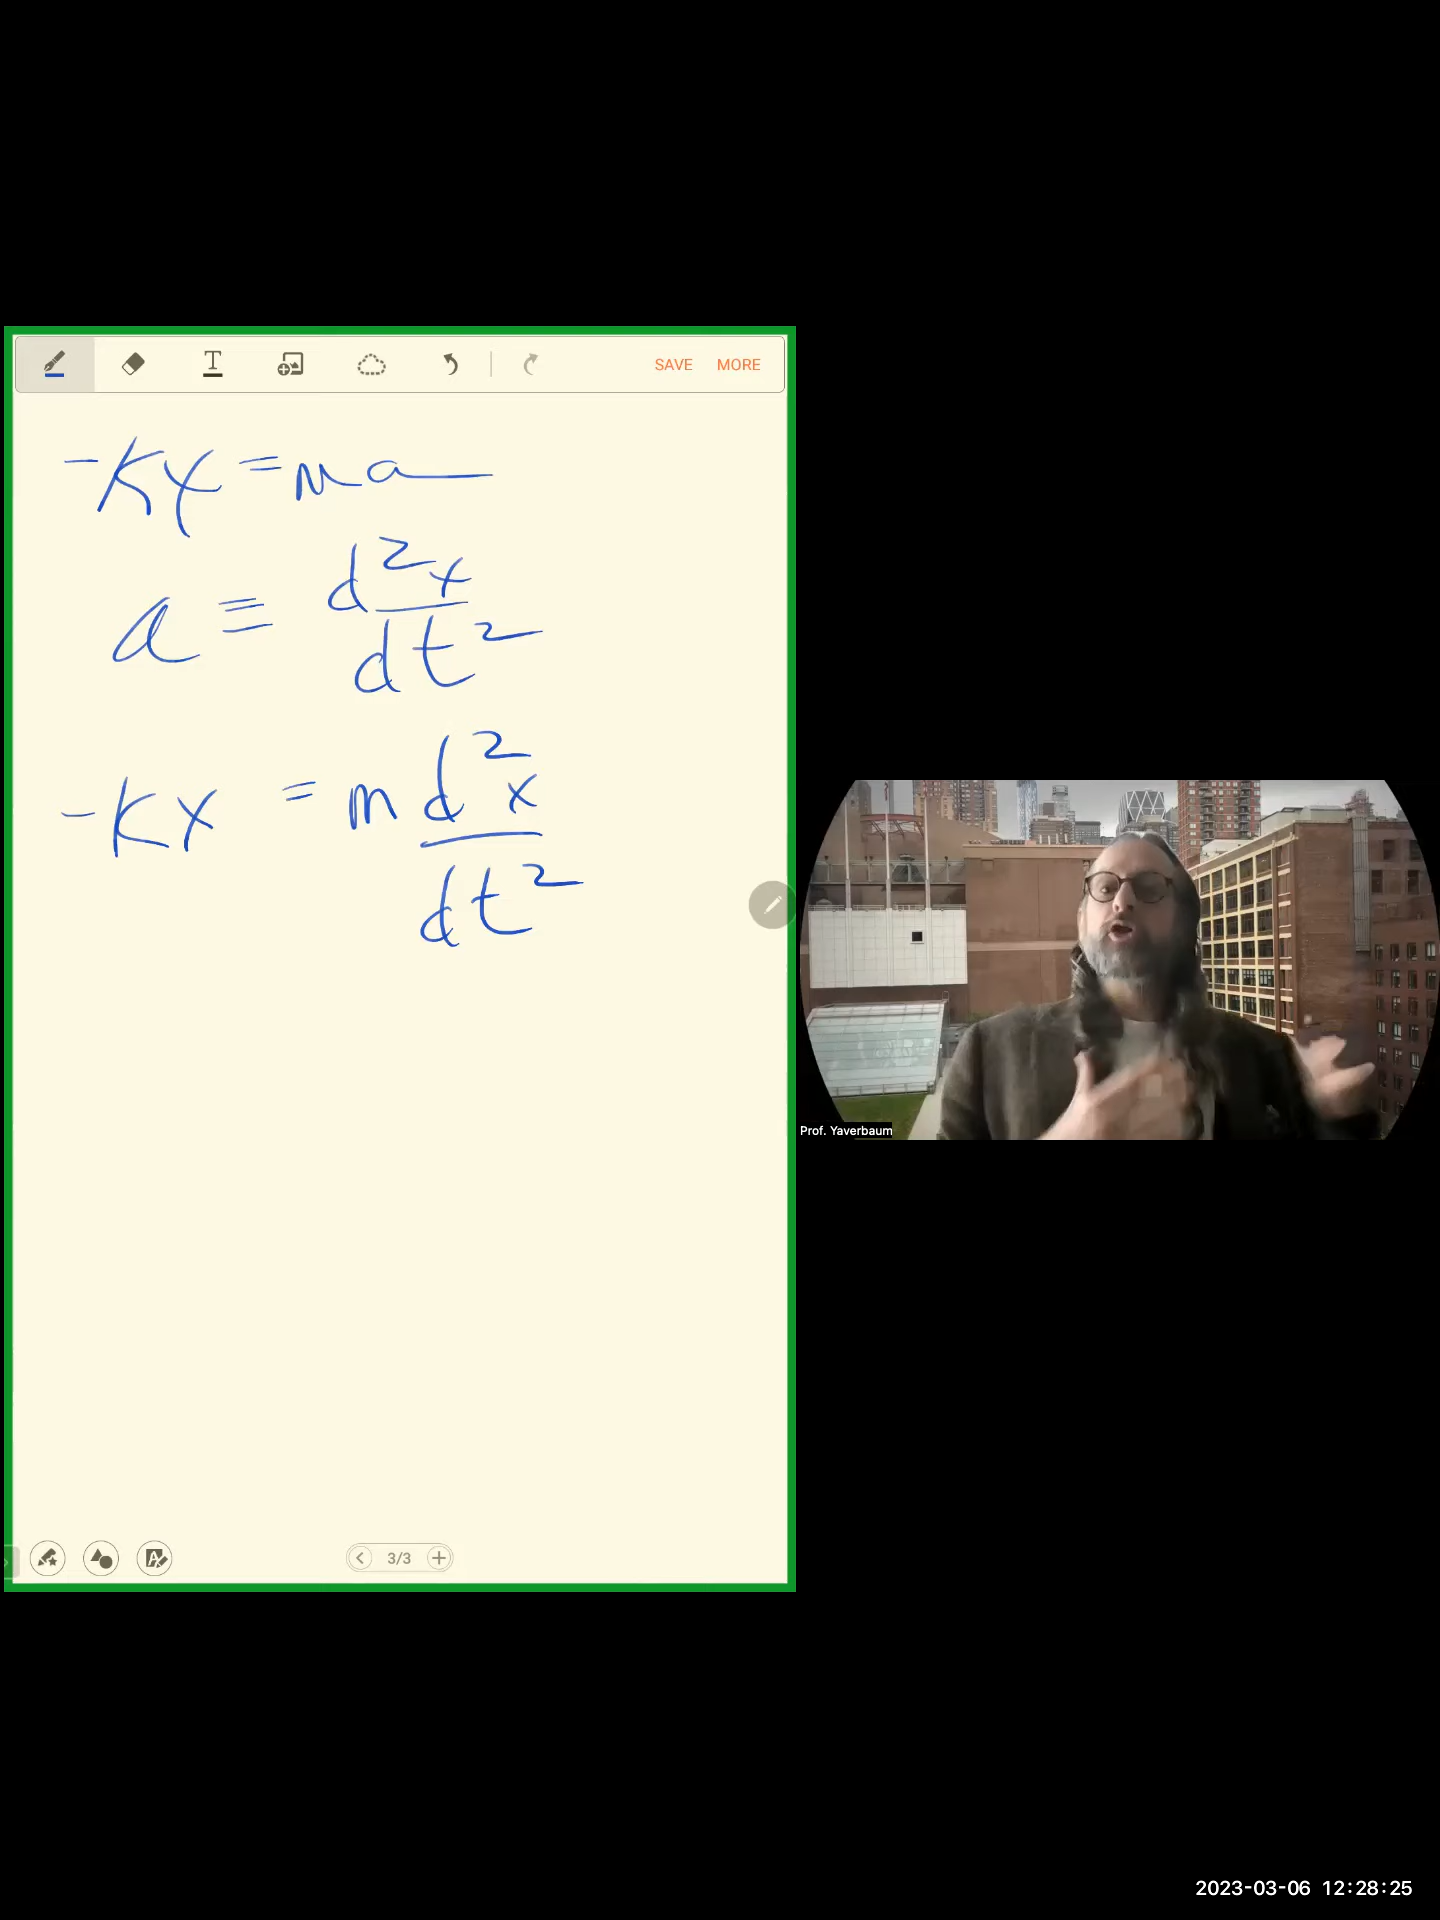 T
SAVE MORE
-Kx = ma
a ≡ d²x/dt²
-Kx = m d²x/dt²
Prof. Yaverbaum
A
3/3
2023-03-06 12:28:25